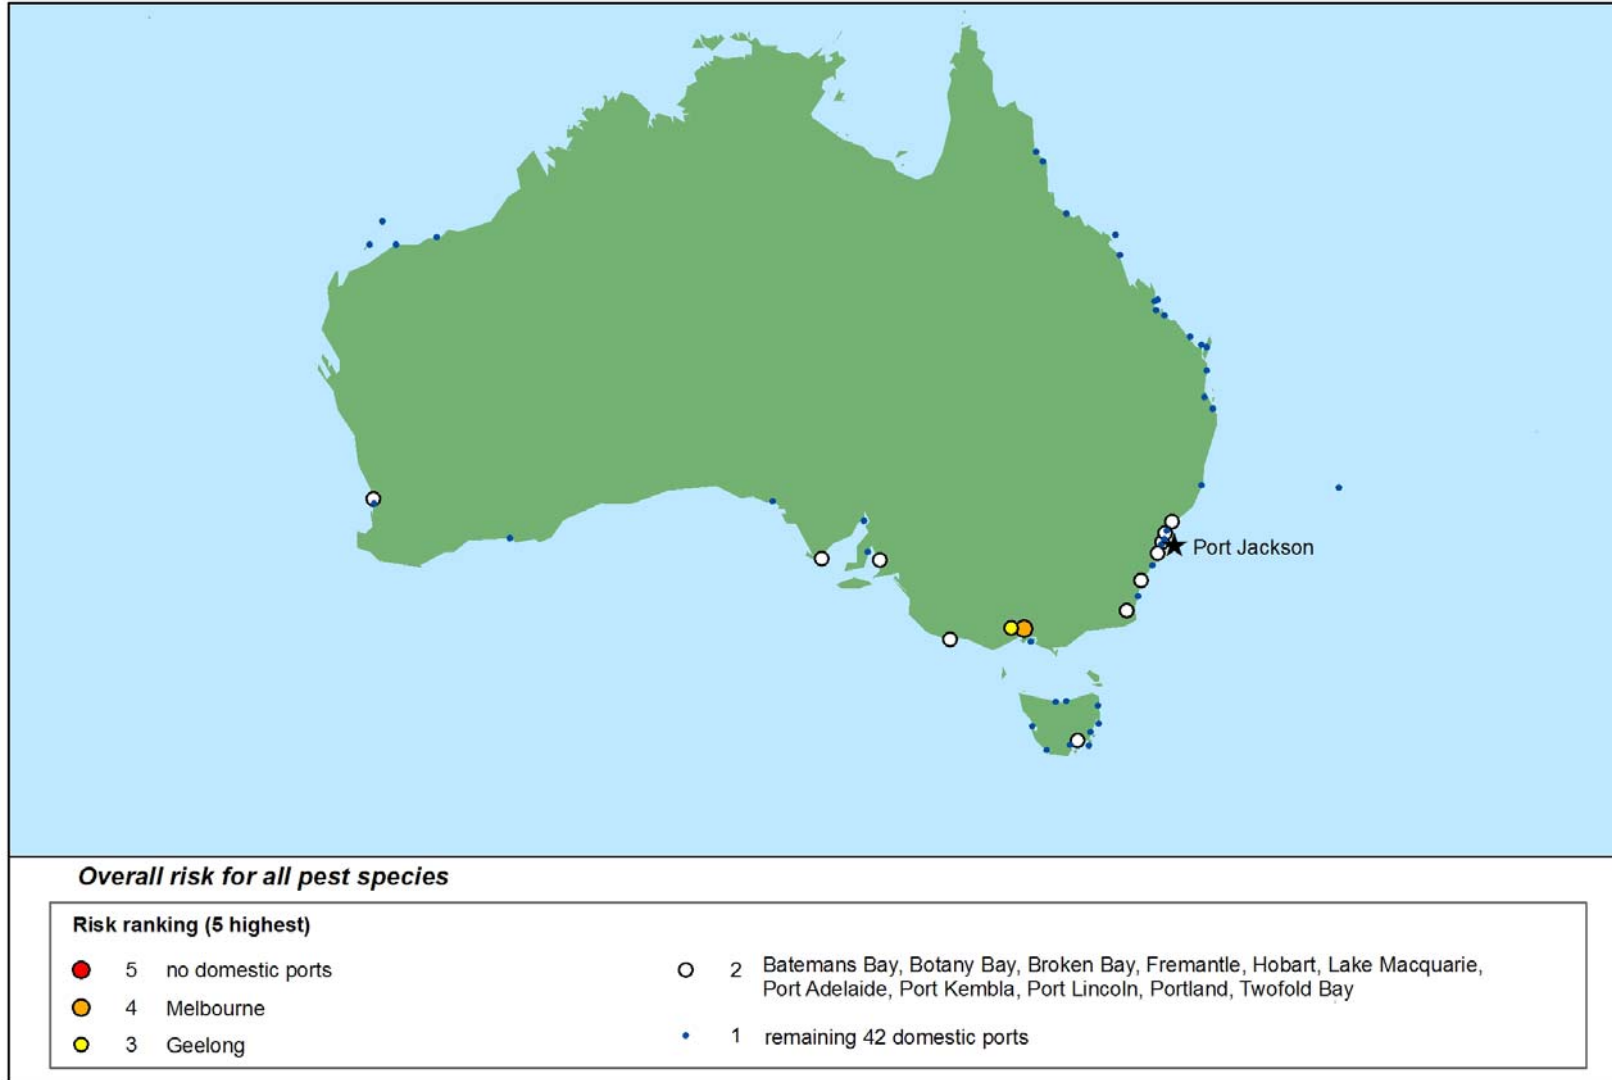 Port Jackson
Overall risk for all pest species
Risk ranking (5 highest)
5 no domestic ports
4 Melbourne
3 Geelong
2 Batemans Bay, Botany Bay, Broken Bay, Fremantle, Hobart, Lake Macquarie,
Port Adelaide, Port Kembla, Port Lincoln, Portland, Twofold Bay
1 remaining 42 domestic ports